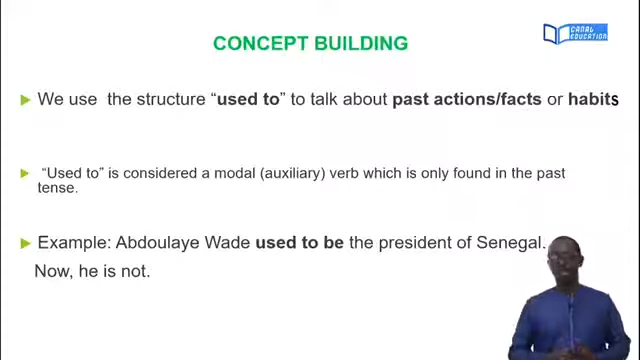 CANAL
EDUCATION
CONCEPT BUILDING
We use the structure “used to” to talk about past actions/facts or habits
“Used to” is considered a modal (auxiliary) verb which is only found in the past
tense.
Example: Abdoulaye Wade used to be the president of Senegal.
Now, he is not.